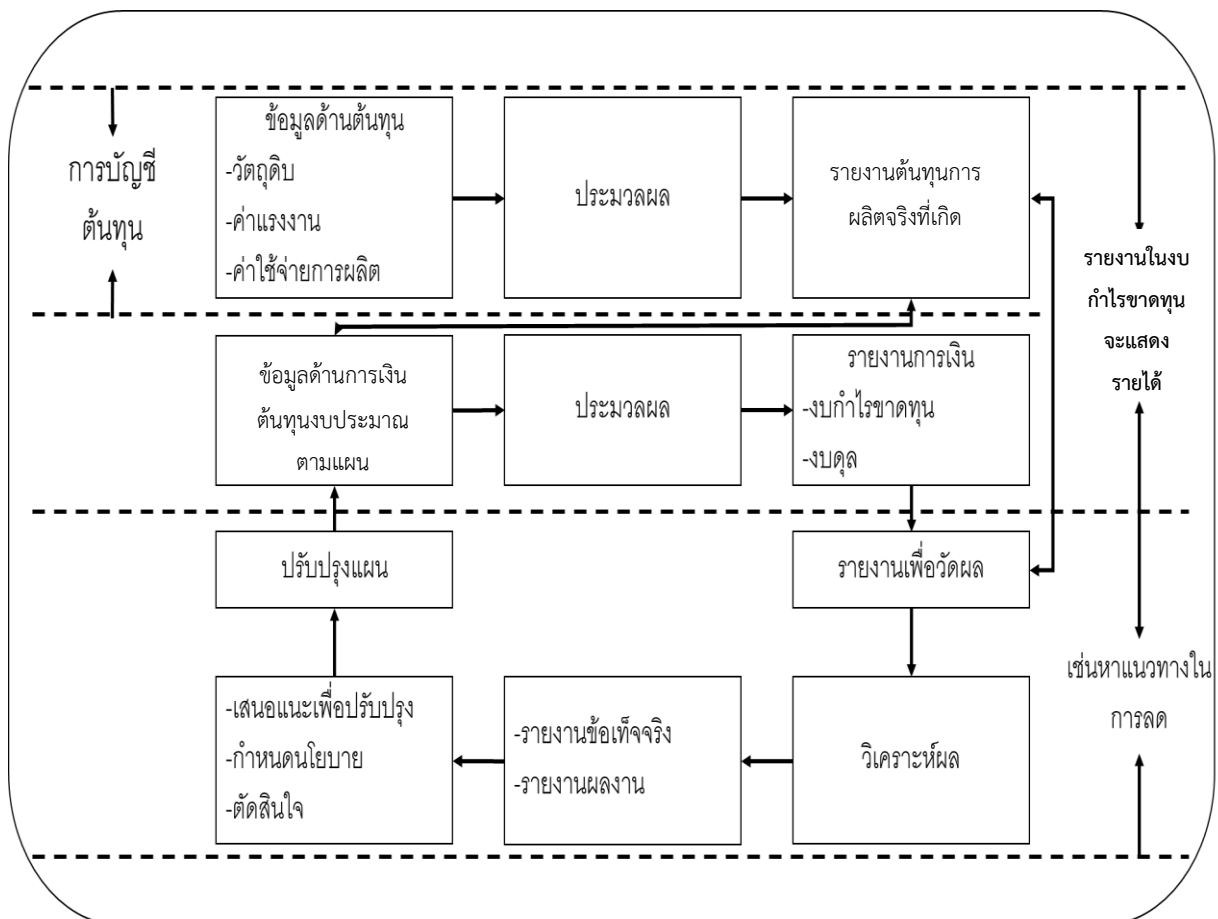 การบัญชี
ต้นทุน
ข้อมูลด้านต้นทุน
-วัตถุดิบ
-ค่าแรงงาน
-ค่าใช้จ่ายการผลิต
ประมวลผล
รายงานต้นทุนการ
ผลิตจริงที่เกิด
รายงานในงบ
กำไรขาดทุน
จะแสดง
รายได้
ข้อมูลด้านการเงิน
ต้นทุนงบประมาณ
ตามแผน
ประมวลผล
รายงานการเงิน
-งบกำไรขาดทุน
-งบดุล
ปรับปรุงแผน
รายงานเพื่อวัดผล
-เสนอแนะเพื่อปรับปรุง
-กำหนดนโยบาย
-ตัดสินใจ
-รายงานข้อเท็จจริง
-รายงานผลงาน
วิเคราะห์ผล
เช่นหาแนวทางใน
การลด